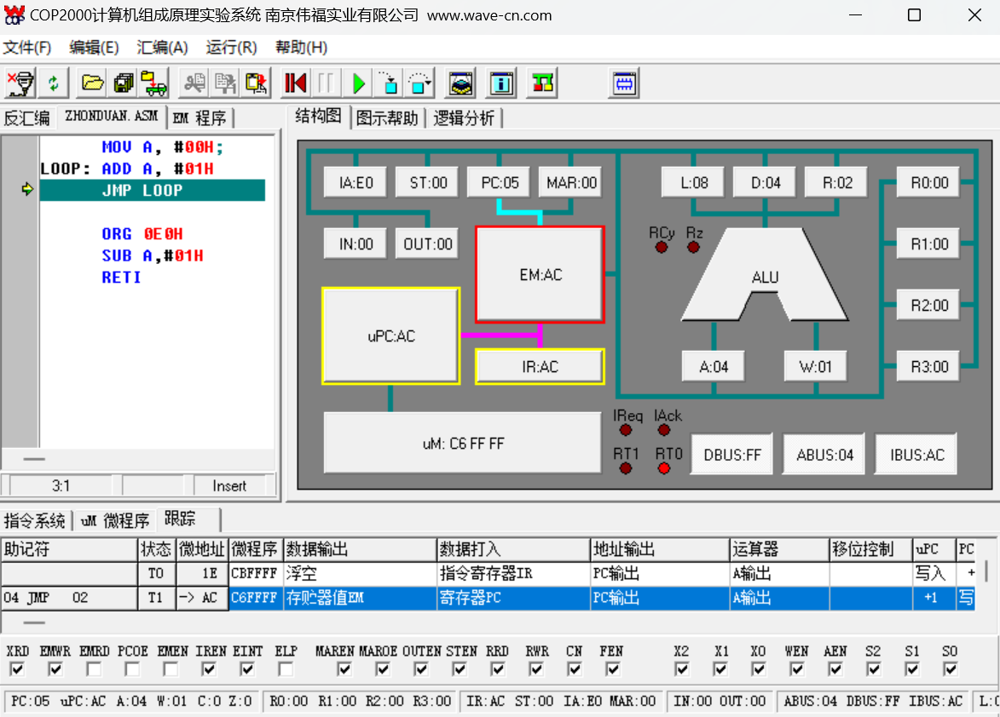 COP2000计算机组成原理实验系统 南京伟福实业有限公司 www.wave-cn.com
文件(F) 编辑(E) 汇编(A) 运行(R) 帮助(H)
反汇编 ZHONDUAN.ASM EM 程序 结构图 图示帮助 逻辑分析
MOV A, #00H;
LOOP: ADD A, #01H
JMP LOOP
ORG 0E0H
SUB A,#01H
RETI
3:1 Insert
IA:E0 ST:00 PC:05 MAR:00 L:08 D:04 R:02 R0:00
IN:00 OUT:00 RCy Rz R1:00
EM:AC ALU
R2:00
uPC:AC
IR:AC A:04 W:01 R3:00
IReq IAck
uM: C6 FF FF
RT1 RT0 DBUS:FF ABUS:04 IBUS:AC
指令系统 uM 微程序 跟踪
助记符 状态 微地址 微程序 数据输出 数据打入 地址输出 运算器 移位控制 uPC PC
T0 1E CBFFFF 浮空 指令寄存器IR PC输出 A输出 写入 +
04 JMP 02 T1 -> AC C6FFFF 存贮器值EM 寄存器PC PC输出 A输出 +1 写
XRD EMWR EMRD PCOE EMEN IREN EINT ELP MAREN MAROE OUTEN STEN RRD RWR CN FEN X2 X1 X0 WEN AEN S2 S1 S0
PC:05 uPC:AC A:04 W:01 C:0 Z:0 R0:00 R1:00 R2:00 R3:00 IR:AC ST:00 IA:E0 MAR:00 IN:00 OUT:00 ABUS:04 DBUS:FF IBUS:AC L:0